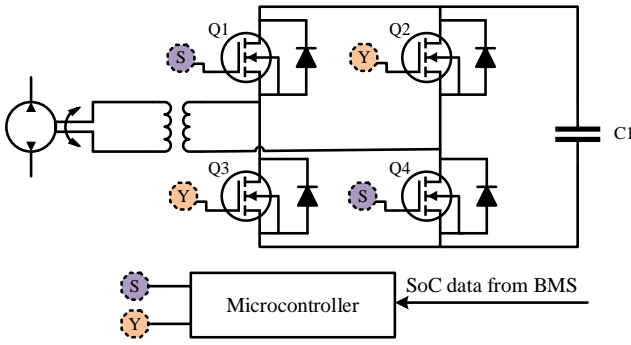 Q1
Q2
S
Y
C1
Q3
Q4
Y
S
S
Y
Microcontroller
SoC data from BMS